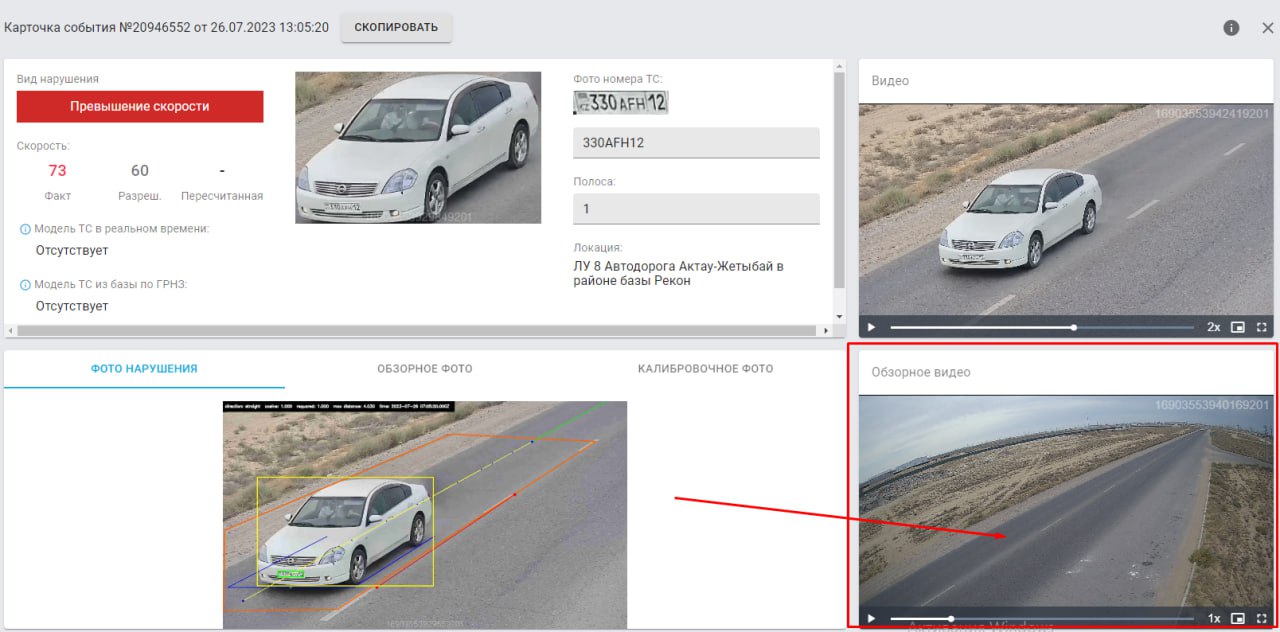 Карточка события №20946552 от 26.07.2023 13:05:20
СКОПИРОВАТЬ
Вид нарушения
Превышение скорости
Скорость:
73
60
-
Факт
Разреш.
Пересчитанная
Модель ТС в реальном времени:
Отсутствует
Модель ТС из базы по ГРНЗ:
Отсутствует
Фото номера ТС:
330AFH12
330AFH12
Полоса:
1
Локация:
ЛУ 8 Автодорога Актау-Жетыбай в
районе базы Рекон
Видео
16903553942419201
2x
ФОТО НАРУШЕНИЯ
ОБЗОРНОЕ ФОТО
КАЛИБРОВОЧНОЕ ФОТО
Обзорное видео
16903553940169201
1x